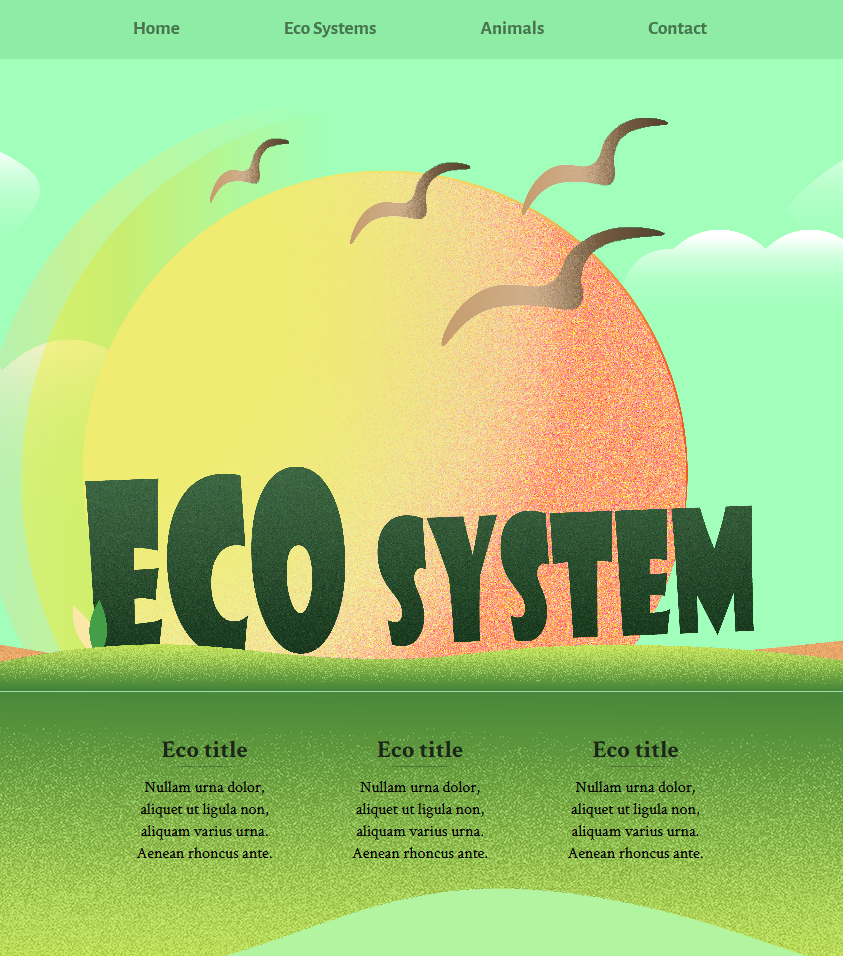 Home Eco Systems Animals Contact
ECO SYSTEM
Eco title Eco title Eco title
Nullam urna dolor, Nullam urna dolor, Nullam urna dolor,
aliquet ut ligula non, aliquet ut ligula non, aliquet ut ligula non,
aliquam varius urna. aliquam varius urna. aliquam varius urna.
Aenean rhoncus ante. Aenean rhoncus ante. Aenean rhoncus ante.